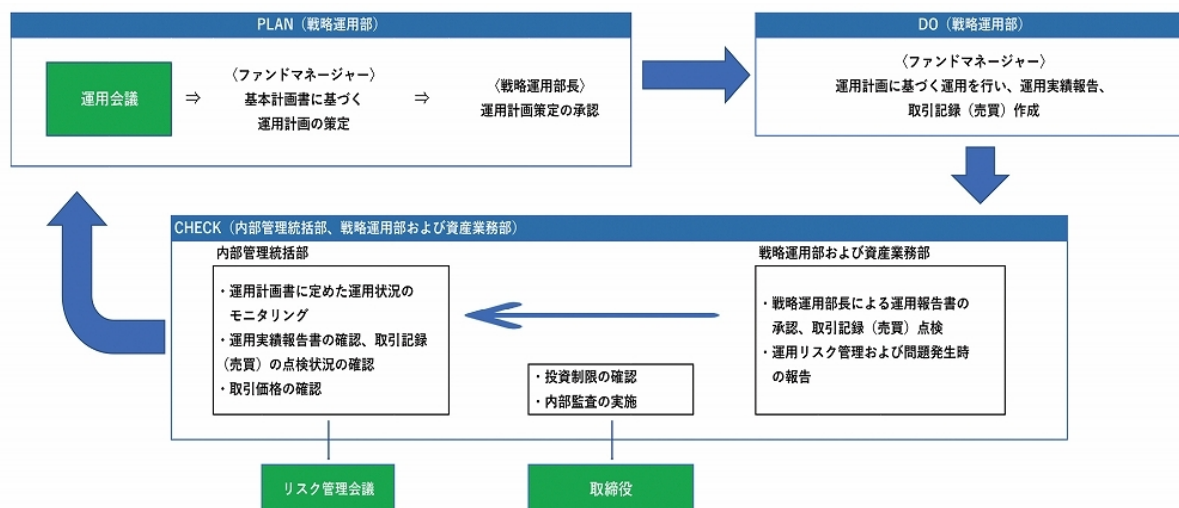 PLAN（戦略運用部）
運用会議
⇒
〈ファンドマネージャー〉
基本計画書に基づく
運用計画の策定
⇒
〈戦略運用部長〉
運用計画策定の承認
DO（戦略運用部）
〈ファンドマネージャー〉
運用計画に基づく運用を行い、運用実績報告、
取引記録（売買）作成
CHECK（内部管理統括部、戦略運用部および資産業務部）
内部管理統括部
・運用計画書に定めた運用状況の
モニタリング
・運用実績報告書の確認、取引記録
（売買）の点検状況の確認
・取引価格の確認
・投資制限の確認
・内部監査の実施
戦略運用部および資産業務部
・戦略運用部長による運用報告書の
承認、取引記録（売買）点検
・運用リスク管理および問題発生時
の報告
リスク管理会議
取締役